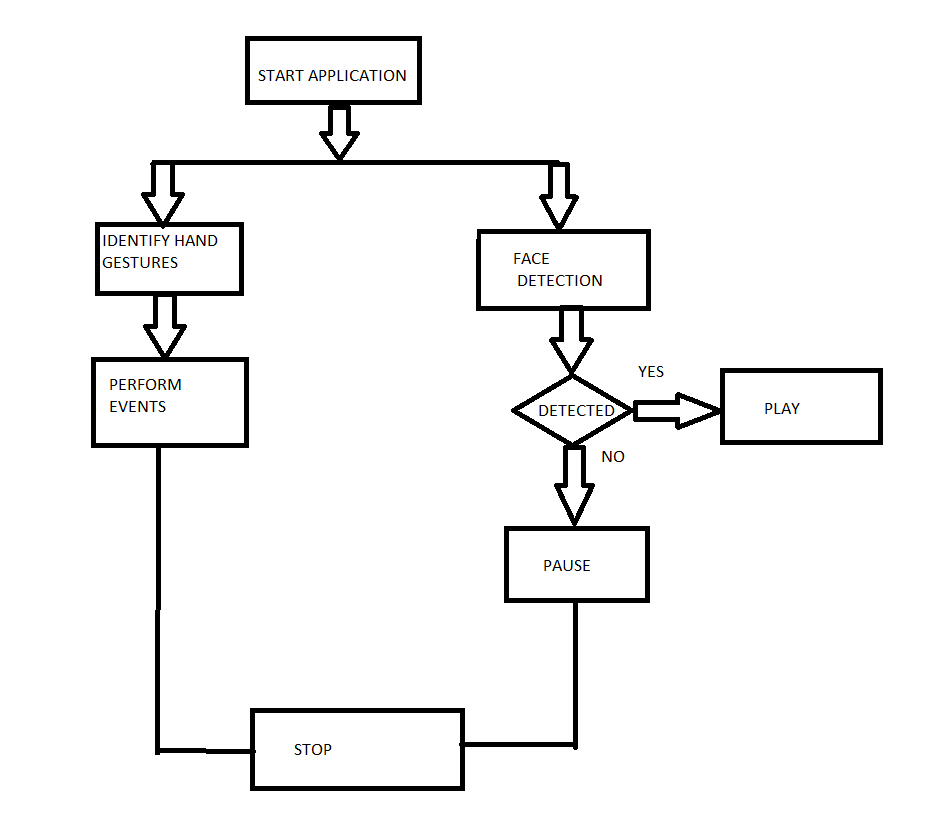 START APPLICATION
IDENTIFY HAND
GESTURES
FACE
DETECTION
PERFORM
EVENTS
YES
DETECTED
PLAY
NO
PAUSE
STOP